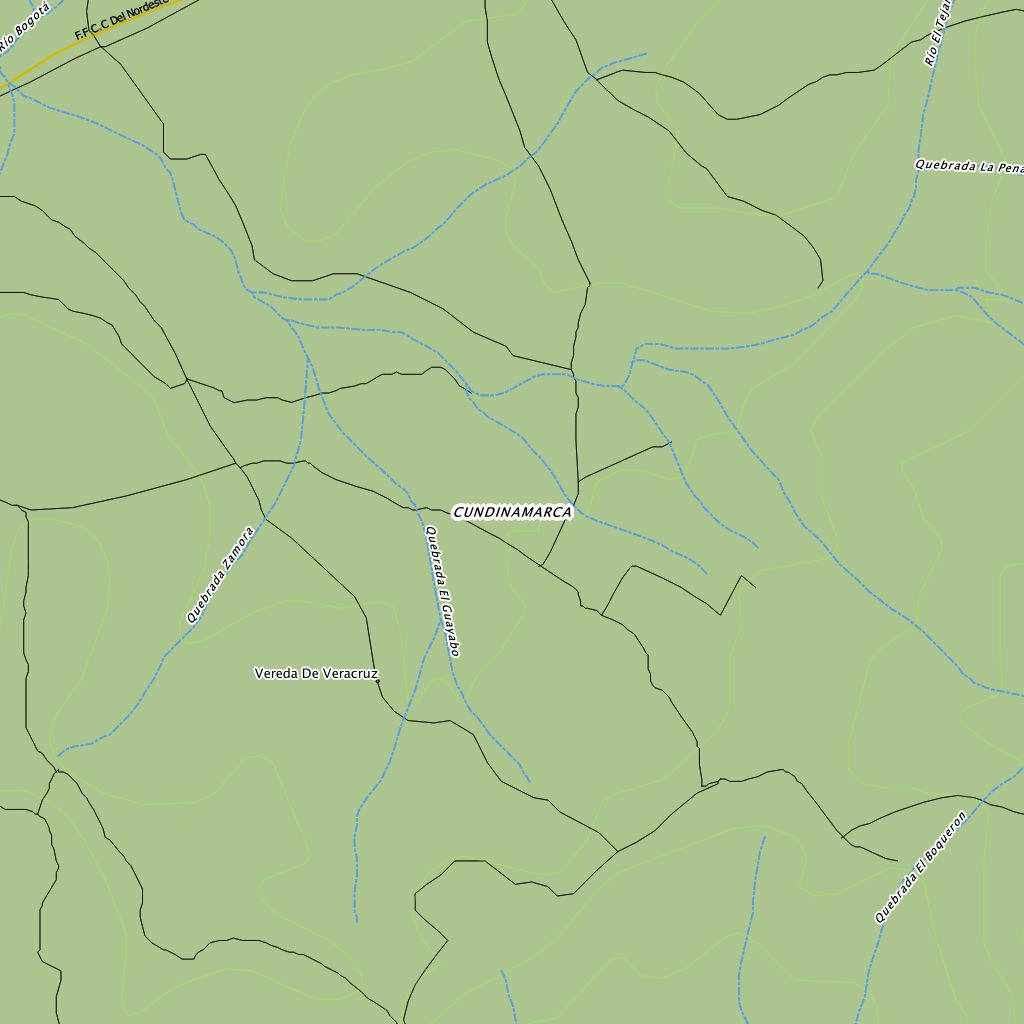 Río Bogotá
F.F C.C Del Nordeste
Río El Tejar
Quebrada La Pena
CUNDINAMARCA
Quebrada Zamora
Quebrada El Guayabo
Vereda De Veracruz
Quebrada El Boqueron